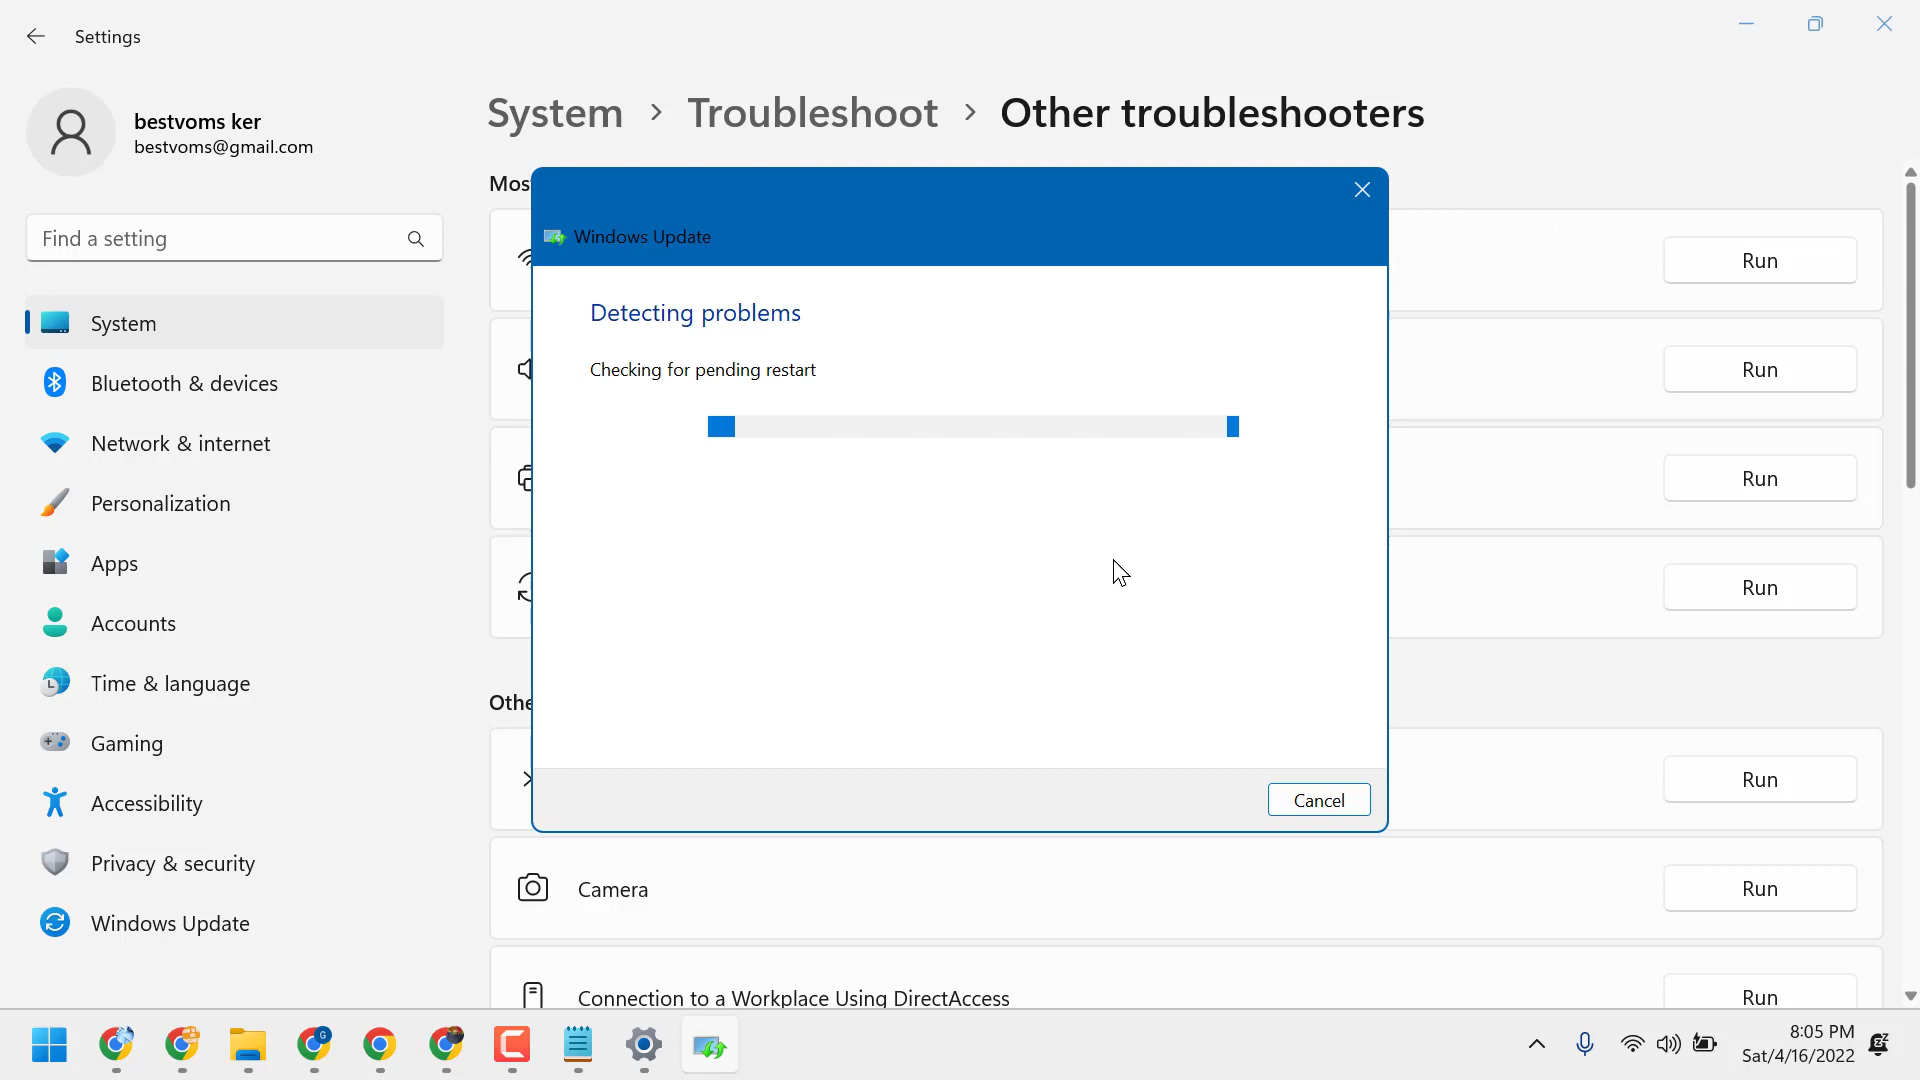 Settings
bestvoms ker
bestvoms@gmail.com
Find a setting
System
Bluetooth & devices
Network & internet
Personalization
Apps
Accounts
Time & language
Gaming
Accessibility
Privacy & security
Windows Update
System > Troubleshoot > Other troubleshooters
Mos
Run
Run
Run
Run
Othe
Run
Camera
Run
Connection to a Workplace Using DirectAccess
Run
Windows Update
Detecting problems
Checking for pending restart
Cancel
G
8:05 PM
Sat/4/16/2022